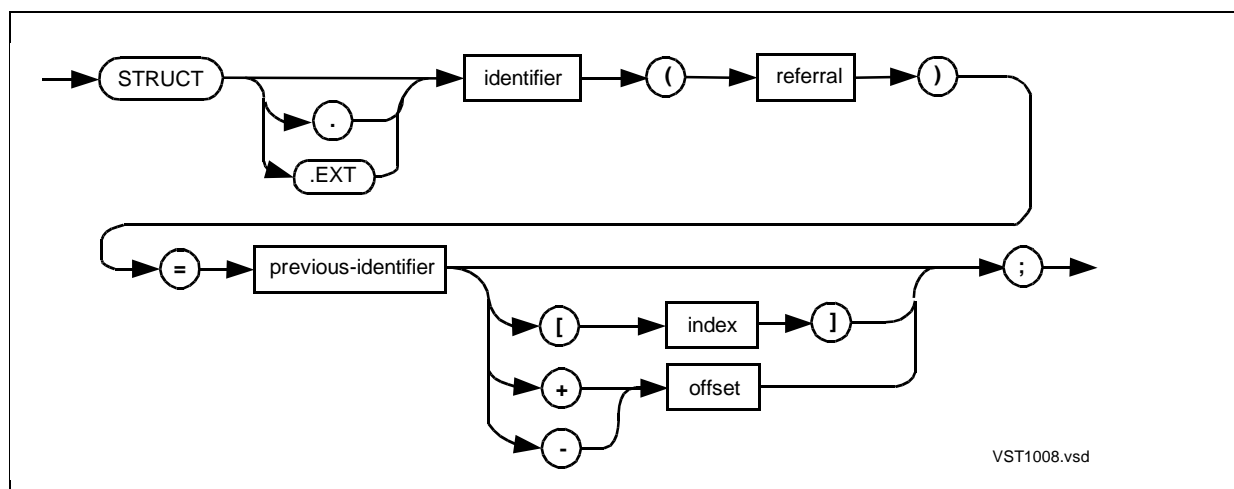 STRUCT identifier ( referral )
.
.EXT
= previous-identifier ;
[ index ]
+ offset
-
VST1008.vsd